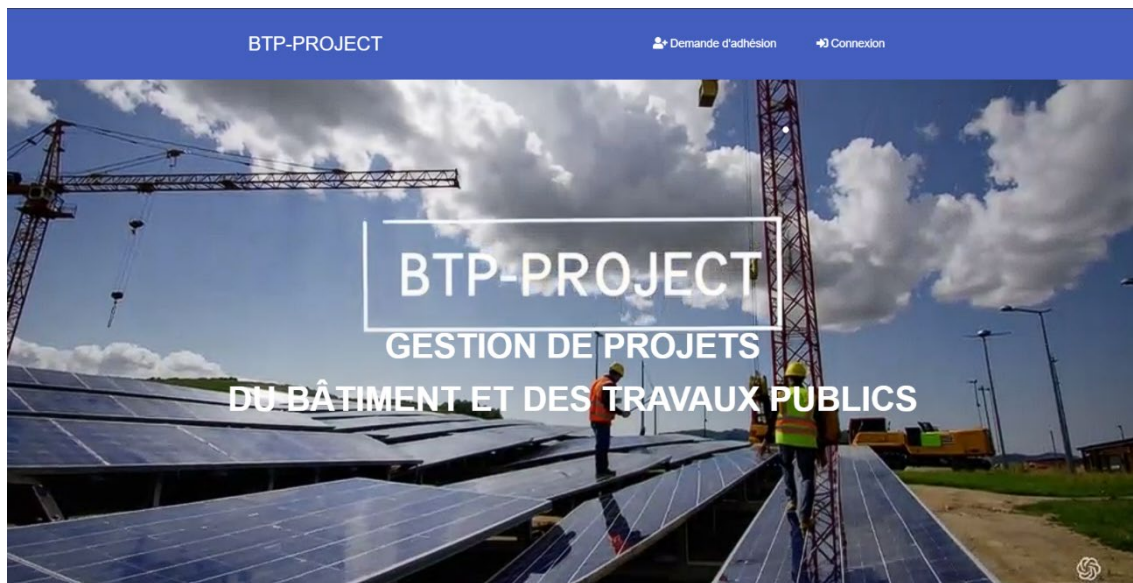 BTP-PROJECT
Demande d'adhésion
Connexion
BTP-PROJECT
GESTION DE PROJETS
DU BÂTIMENT ET DES TRAVAUX PUBLICS